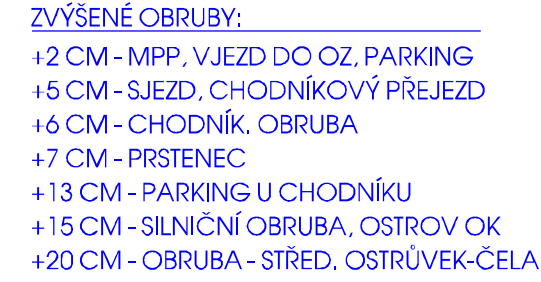 ZVÝŠENÉ OBRUBY:
+2 CM - MPP, VJEZD DO OZ, PARKING
+5 CM - SJEZD, CHODNÍKOVÝ PŘEJEZD
+6 CM - CHODNÍK. OBRUBA
+7 CM - PRSTENEC
+13 CM - PARKING U CHODNÍKU
+15 CM - SILNIČNÍ OBRUBA, OSTROV OK
+20 CM - OBRUBA - STŘED. OSTRŮVEK-ČELA